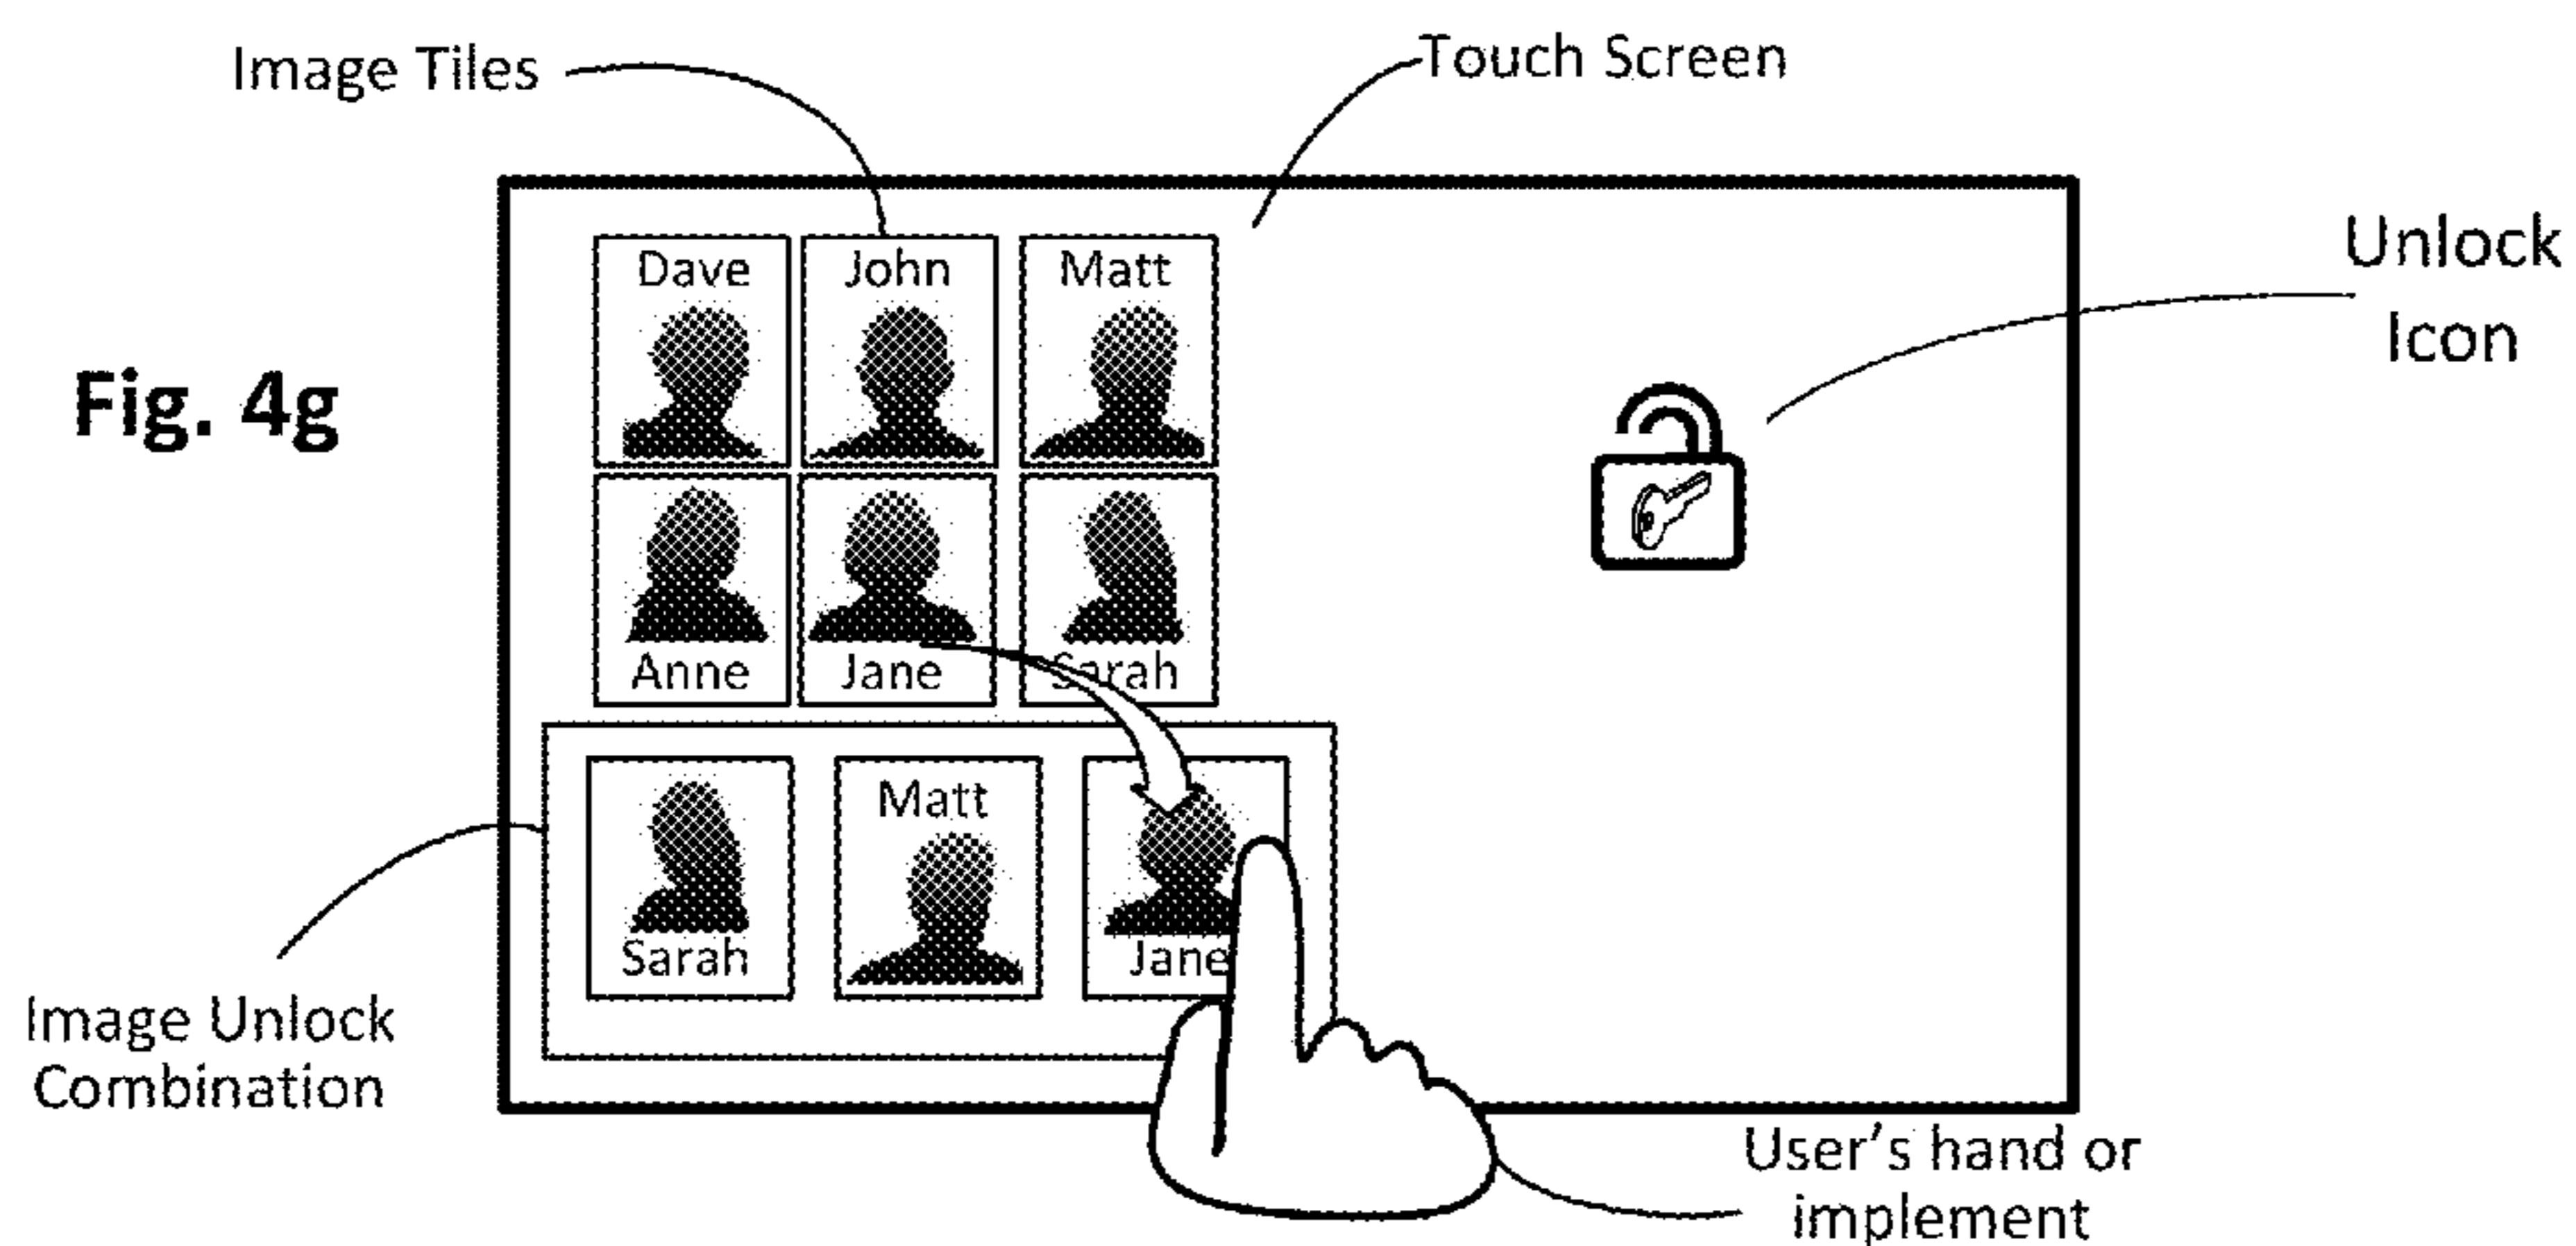 Image Tiles
Touch Screen
Unlock
Icon
Fig. 4g
Dave
John
Matt
Anne
Jane
Sarah
Matt
Sarah
Jane
Image Unlock
Combination
User's hand or
implement